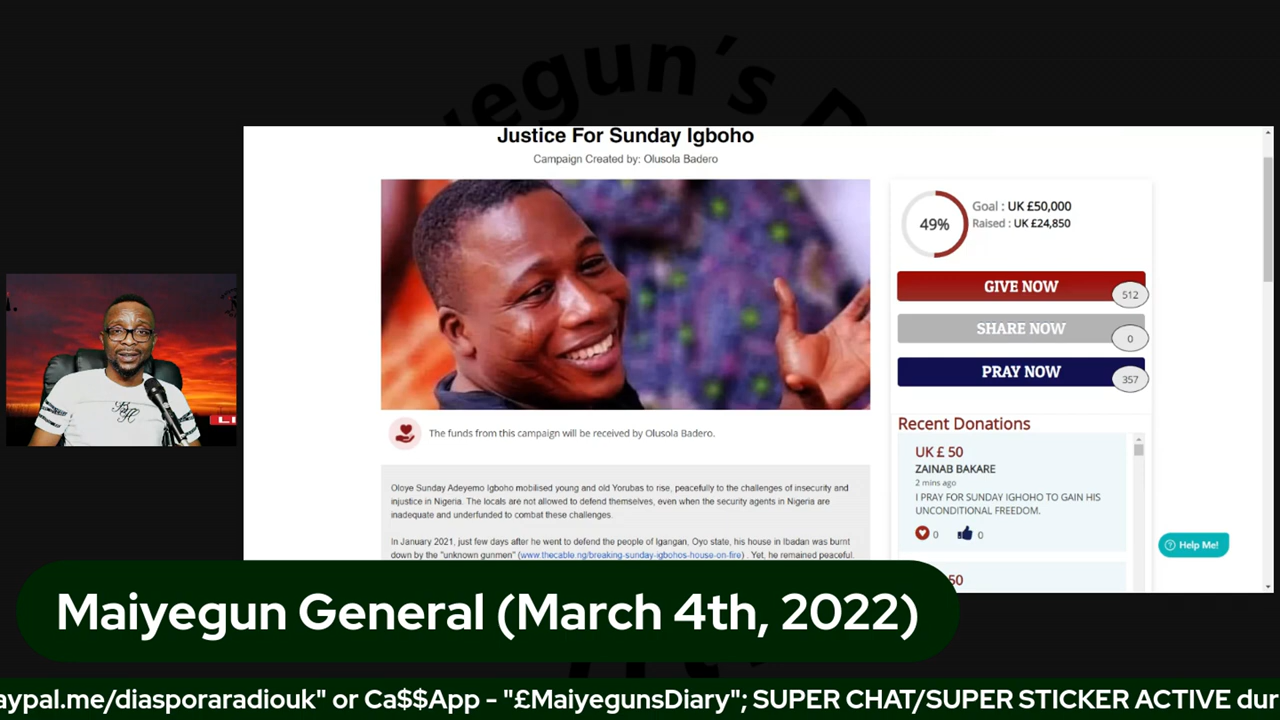 yegun's D
Justice For Sunday Igboho
Campaign Created by: Olusola Badero
49%
Goal : UK £50,000
Raised : UK £24,850
GIVE NOW
512
SHARE NOW
0
PRAY NOW
357
The funds from this campaign will be received by Olusola Badero.
Recent Donations
UK £ 50
ZAINAB BAKARE
2 mins ago
I PRAY FOR SUNDAY IGHOHO TO GAIN HIS
UNCONDITIONAL FREEDOM.
0 0
50
Oloye Sunday Adeyemo Igboho mobilised young and old Yorubas to rise, peacefully to the challenges of insecurity and
injustice in Nigeria. The locals are not allowed to defend themselves, even when the security agents in Nigeria are
inadequate and underfunded to combat these challenges.
In January 2021, just few days after he went to defend the people of Igangan, Oyo state, his house in Ibadan was burnt
down by the "unknown gunmen" (www.thecable.ng/breaking-sunday-igbohos-house-on-fire) . Yet, he remained peaceful.
Help Me!
LI
Maiyegun General (March 4th, 2022)
aypal.me/diasporaradiouk" or Ca$$App - "£MaiyegunsDiary"; SUPER CHAT/SUPER STICKER ACTIVE dur